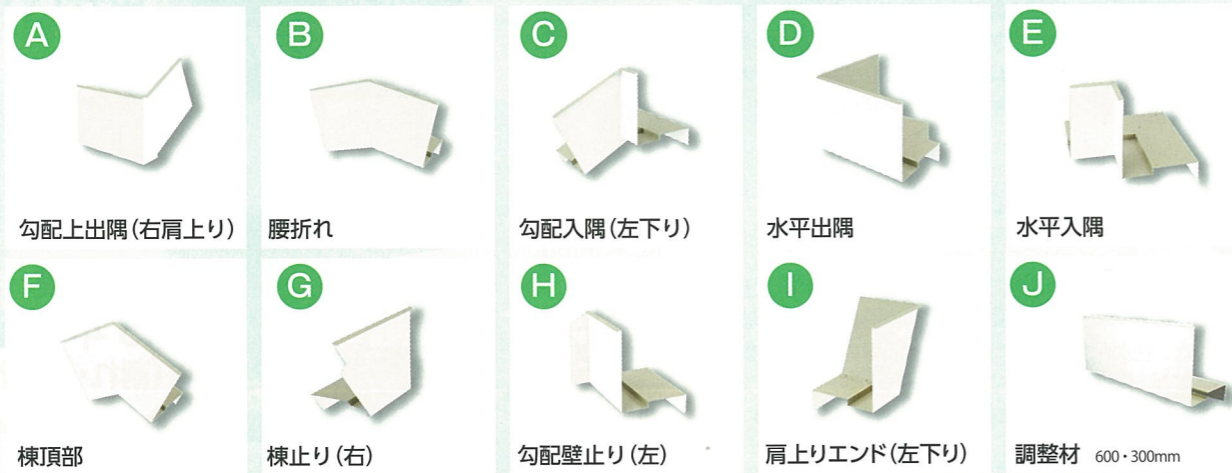 A
B
C
D
E
勾配上出隅(右肩上り)
腰折れ
勾配入隅(左下り)
水平出隅
水平入隅
F
G
H
I
J
棟頂部
棟止り(右)
勾配壁止り(左)
肩上りエンド(左下り)
調整材 600・300mm